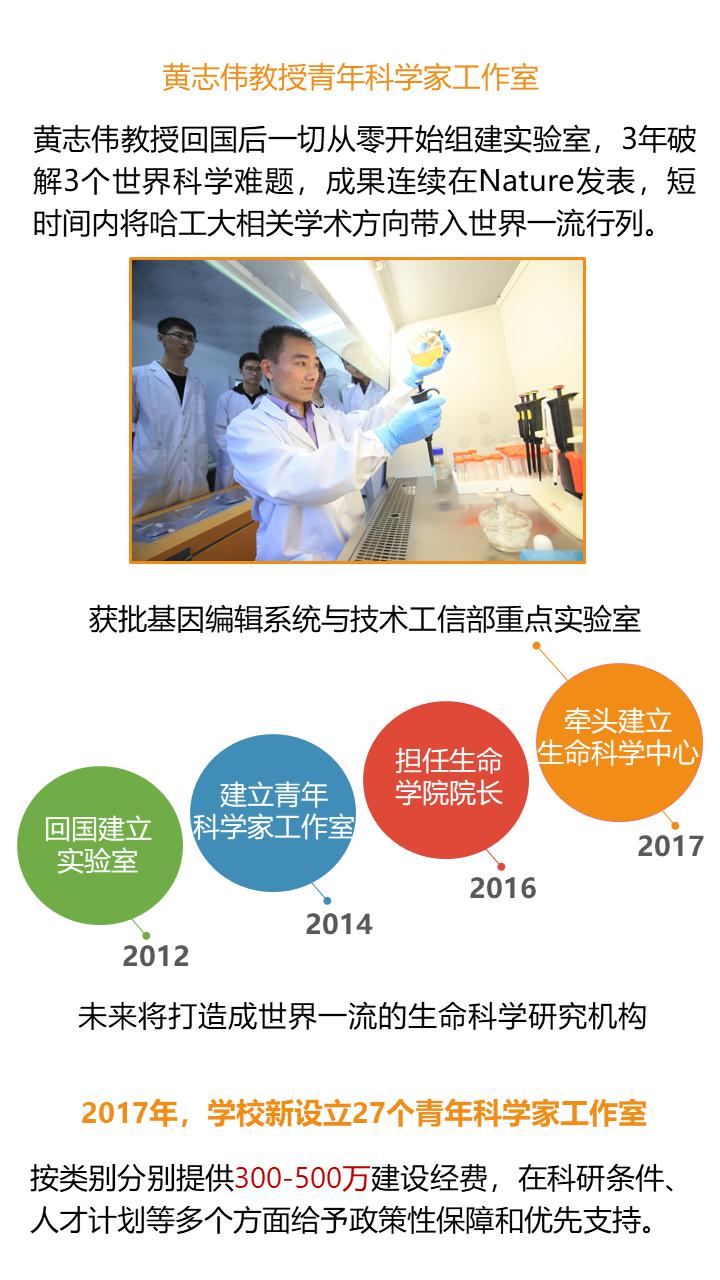 黄志伟教授青年科学家工作室
黄志伟教授回国后一切从零开始组建实验室，3年破
解3个世界科学难题，成果连续在Nature发表，短
时间内将哈工大相关学术方向带入世界一流行列。
获批基因编辑系统与技术工信部重点实验室
回国建立
实验室
2012
建立青年
科学家工作室
2014
担任生命
学院院长
2016
牵头建立
生命科学中心
2017
未来将打造成世界一流的生命科学研究机构
2017年，学校新设立27个青年科学家工作室
按类别分别提供300-500万建设经费，在科研条件、
人才计划等多个方面给予政策性保障和优先支持。